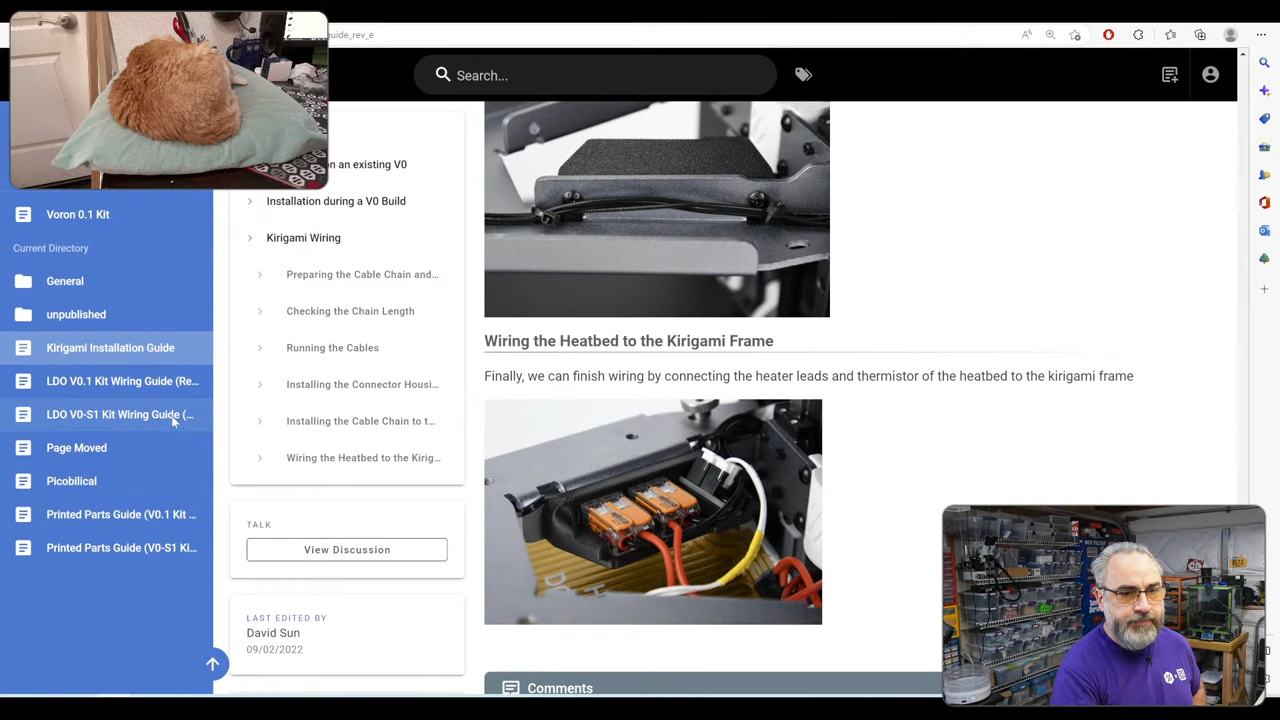 guide_rev_e
Search...
Voron 0.1 Kit
Current Directory
General
unpublished
Kirigami Installation Guide
LDO V0.1 Kit Wiring Guide (Re...
LDO V0-S1 Kit Wiring Guide (...
Page Moved
Picobilical
Printed Parts Guide (V0.1 Kit ...
Printed Parts Guide (V0-S1 Ki...
n an existing V0
Installation during a V0 Build
Kirigami Wiring
Preparing the Cable Chain and...
Checking the Chain Length
Running the Cables
Installing the Connector Housi...
Installing the Cable Chain to t...
Wiring the Heatbed to the Kirig...
TALK
View Discussion
LAST EDITED BY
David Sun
09/02/2022
Wiring the Heatbed to the Kirigami Frame
Finally, we can finish wiring by connecting the heater leads and thermistor of the heatbed to the kirigami frame
Comments